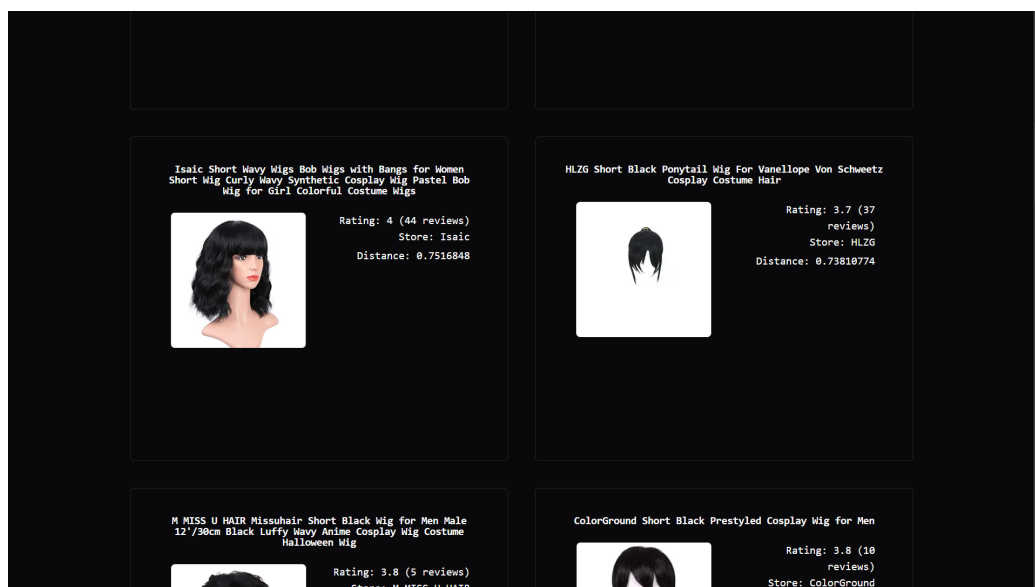 Isaic Short Wavy Wigs Bob Wigs with Bangs for Women
Short Wig Curly Wavy Synthetic Cosplay Wig Pastel Bob
Wig for Girl Colorful Costume Wigs
Rating: 4 (44 reviews)
Store: Isaic
Distance: 0.7516848
HLZG Short Black Ponytail Wig For Vanellope Von Schweetz
Cosplay Costume Hair
Rating: 3.7 (37
reviews)
Store: HLZG
Distance: 0.73810774
M MISS U HAIR Missuhair Short Black Wig for Men Male
12'/30cm Black Luffy Wavy Anime Cosplay Wig Costume
Halloween Wig
Rating: 3.8 (5 reviews)
Store: M MISS U HAIR
ColorGround Short Black Prestyled Cosplay Wig for Men
Rating: 3.8 (10
reviews)
Store: ColorGround